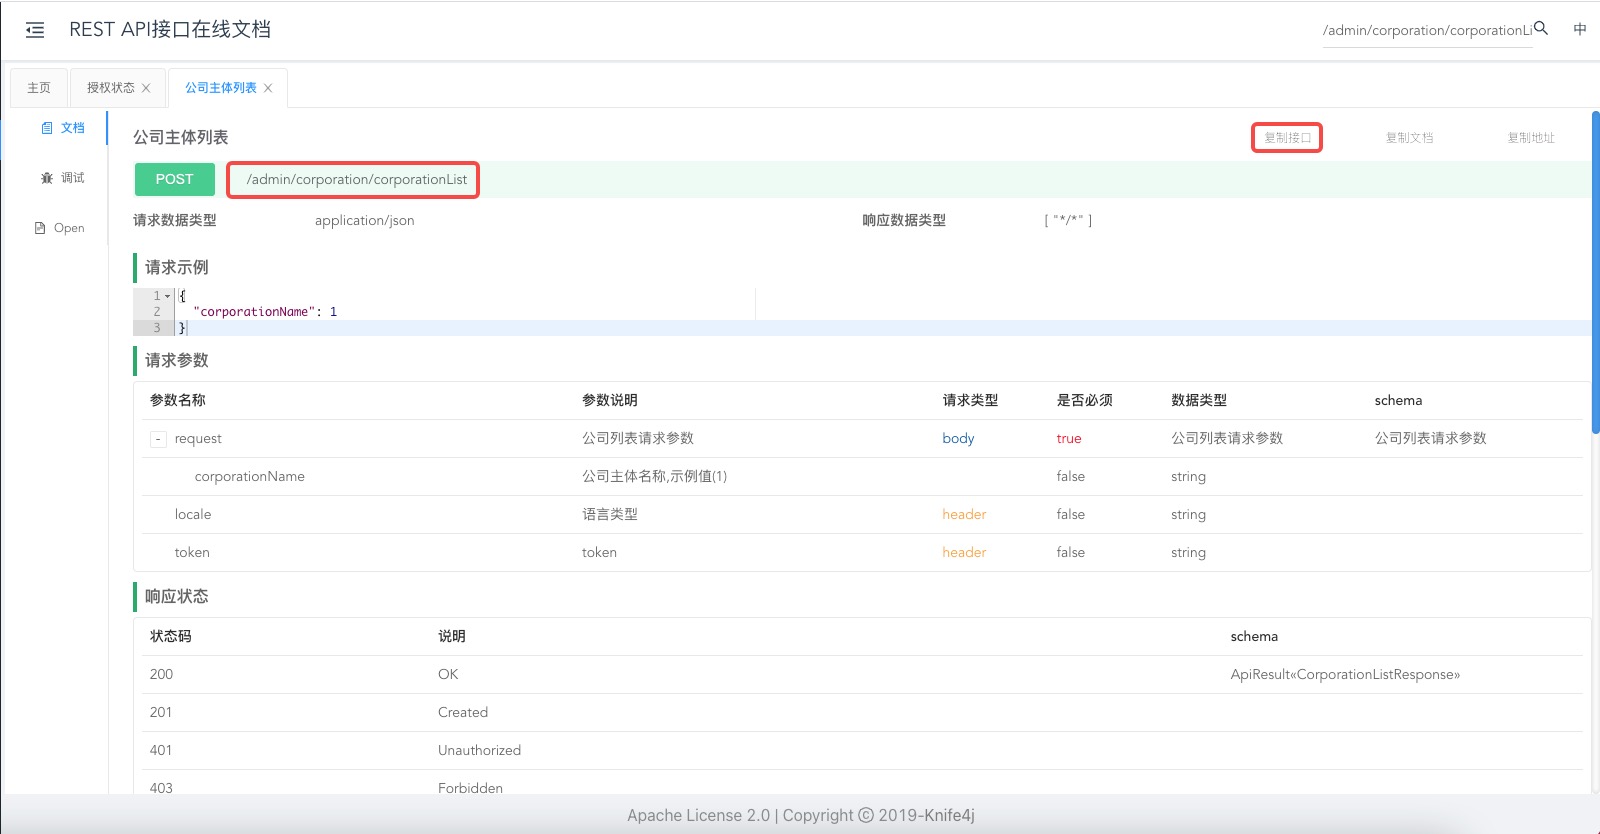 REST API接口在线文档
/admin/corporation/corporationLi
中
主页
授权状态
公司主体列表
文档
调试
Open
公司主体列表
复制接口
复制文档
复制地址
POST
/admin/corporation/corporationList
请求数据类型 application/json 响应数据类型 [ "*/*" ]
请求示例
1 {
2 "corporationName": 1
3 }
请求参数
参数名称 参数说明 请求类型 是否必须 数据类型 schema
- request 公司列表请求参数 body true 公司列表请求参数 公司列表请求参数
corporationName 公司主体名称,示例值(1) false string
locale 语言类型 header false string
token token header false string
响应状态
状态码 说明 schema
200 OK ApiResult«CorporationListResponse»
201 Created
401 Unauthorized
403 Forbidden
Apache License 2.0 | Copyright ⓒ 2019-Knife4j